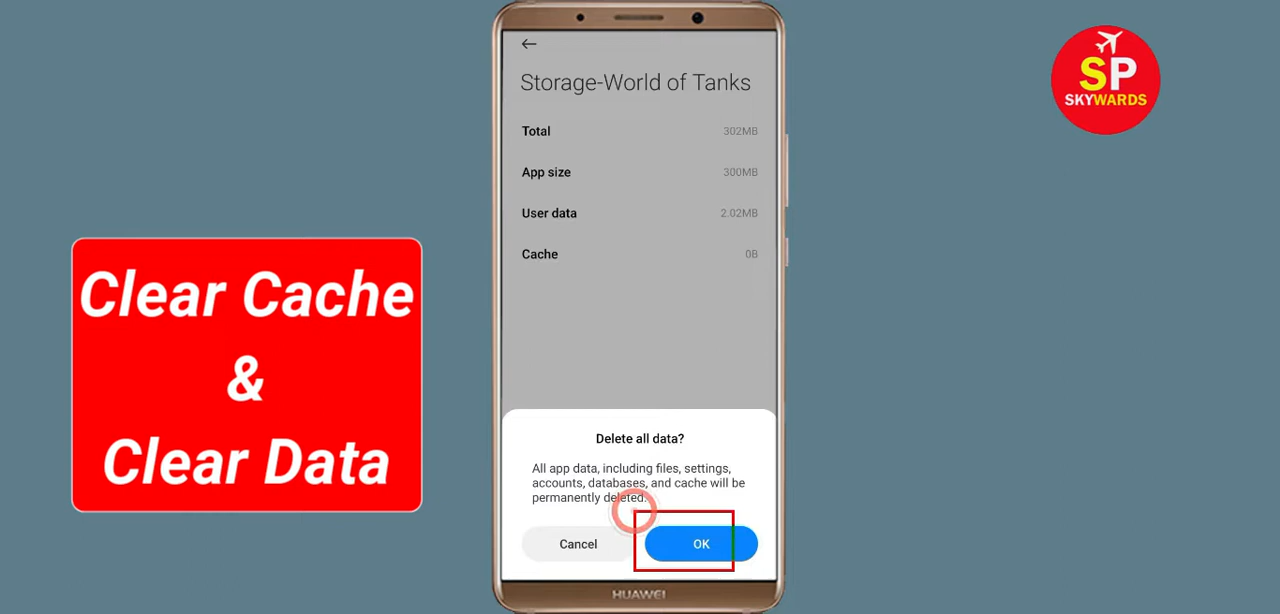 SP
SKYWARDS
Storage-World of Tanks
Total 302MB
App size 300MB
User data 2.02MB
Cache 0B
Clear Cache
&
Clear Data
Delete all data?
All app data, including files, settings,
accounts, databases, and cache will be
permanently deleted.
Cancel OK
HUAWEI